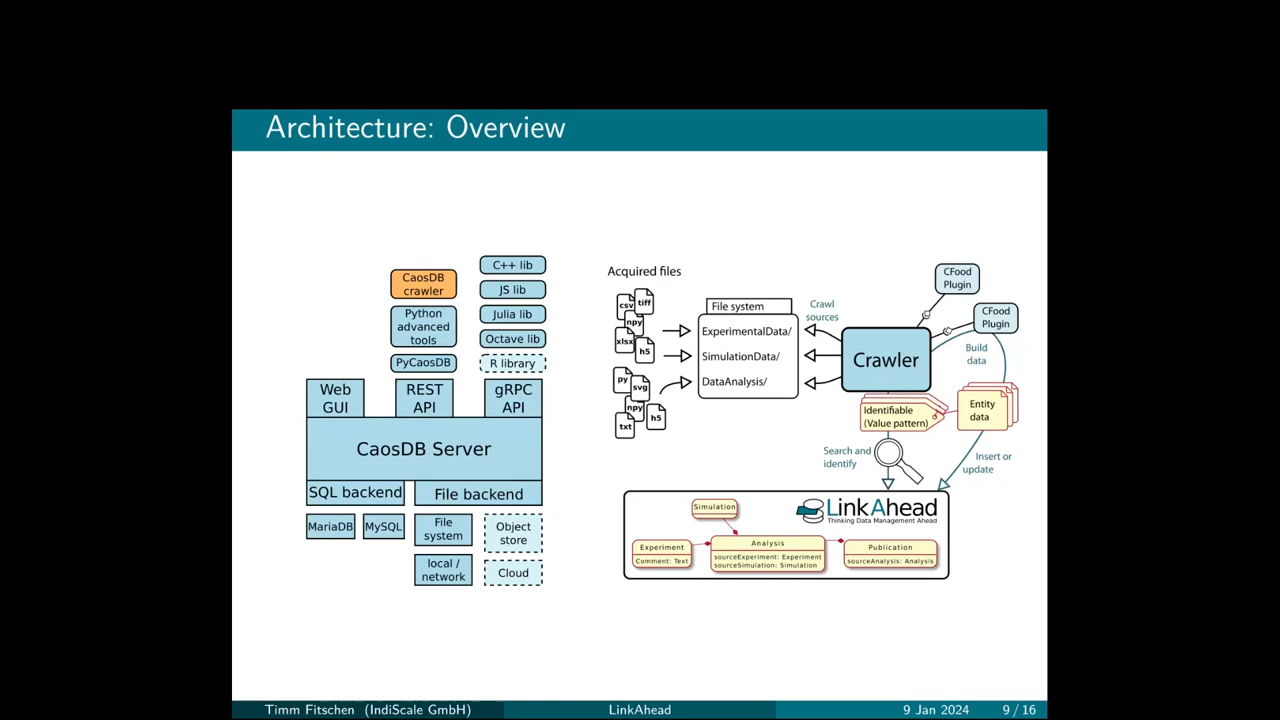 Architecture: Overview
CaosDB
crawler
Python
advanced
tools
PyCaosDB
C++ lib
JS lib
Julia lib
Octave lib
R library
Web
GUI
REST
API
gRPC
API
CaosDB Server
SQL backend
File backend
MariaDB
MySQL
File
system
Object
store
local /
network
Cloud
Acquired files
csv
tiff
npy
xlsx
h5
py
svg
npy
h5
txt
File system
ExperimentalData/
SimulationData/
DataAnalysis/
Crawl
sources
Crawler
CFood
Plugin
CFood
Plugin
Build
data
Identifiable
(Value pattern)
Entity
data
Search and
identify
Insert or
update
LinkAhead
Thinking Data Management Ahead
Simulation
Experiment
Comment: Text
Analysis
sourceExperiment: Experiment
sourceSimulation: Simulation
Publication
sourceAnalysis: Analysis
Timm Fitschen (IndiScale GmbH)
LinkAhead
9 Jan 2024
9 / 16